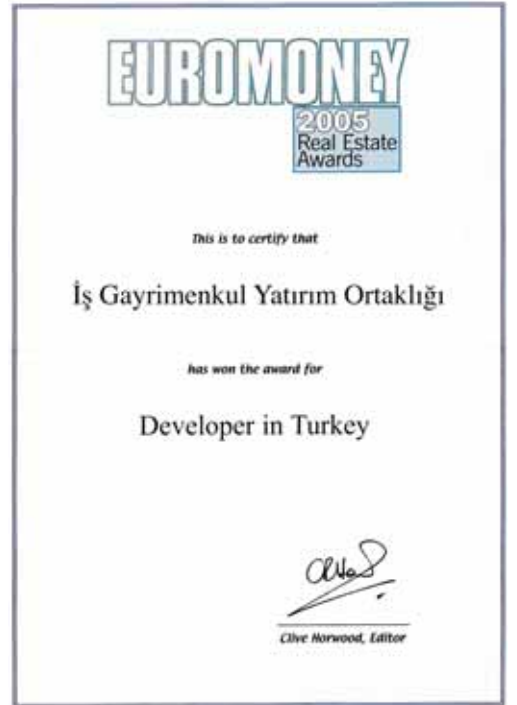 EUROMONEY
2005
Real Estate
Awards
This is to certify that
İş Gayrimenkul Yatırım Ortaklığı
has won the award for
Developer in Turkey
Clive Horwood, Editor